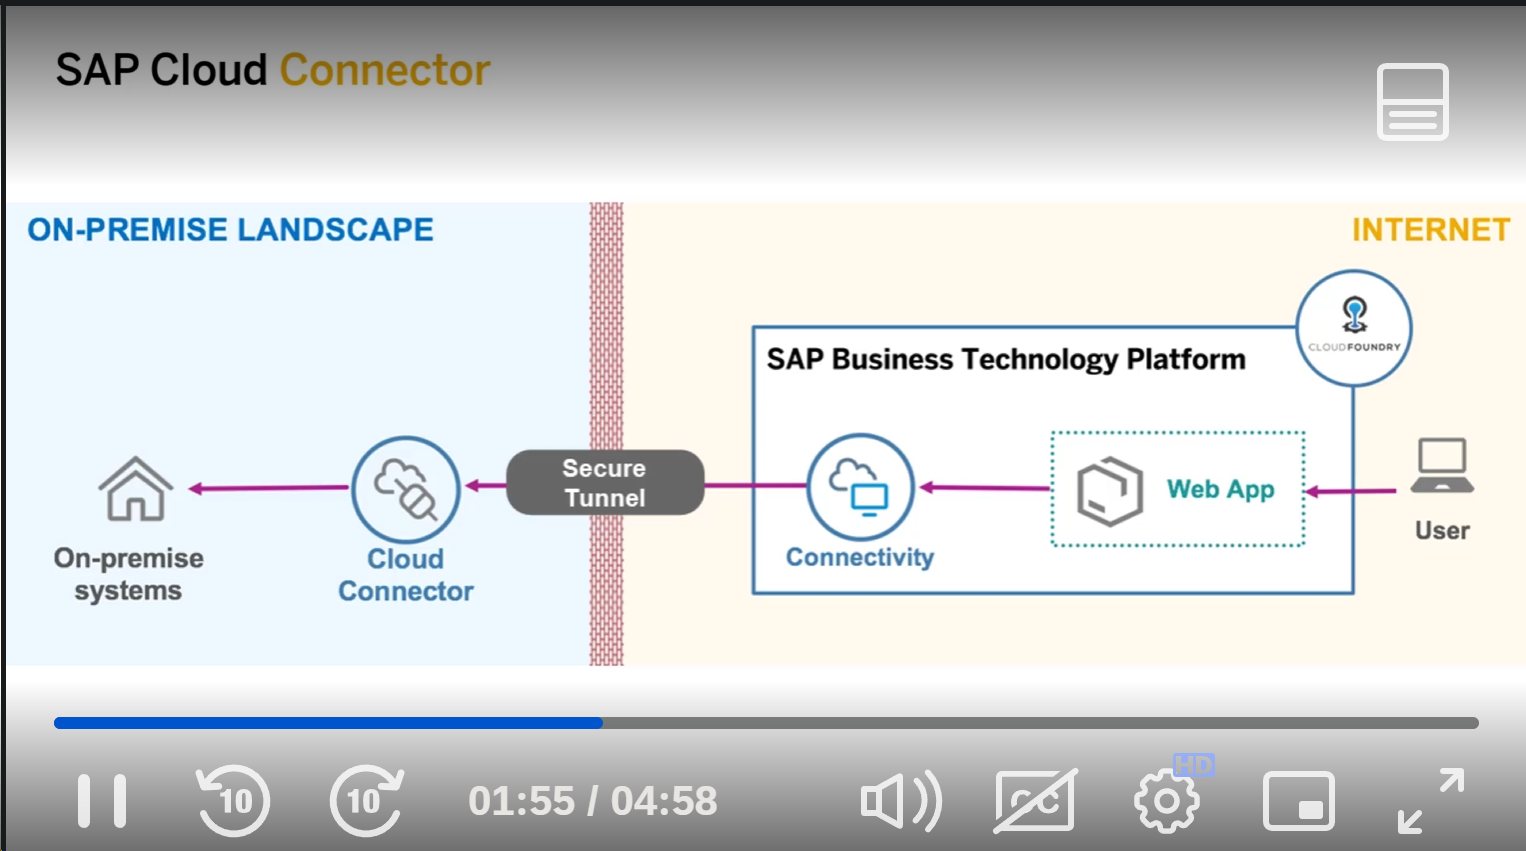 SAP Cloud Connector
ON-PREMISE LANDSCAPE
INTERNET
CLOUDFOUNDRY
SAP Business Technology Platform
Secure
Tunnel
Web App
On-premise
systems
Cloud
Connector
Connectivity
User
10
10
01:55 / 04:58
CC
HD